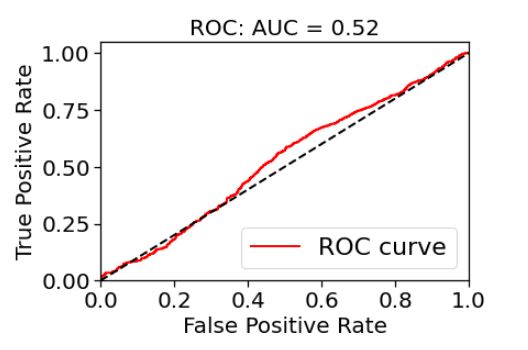 ROC: AUC = 0.52
1.00
0.75
0.50
0.25
0.00
True Positive Rate
ROC curve
0.0 0.2 0.4 0.6 0.8 1.0
False Positive Rate